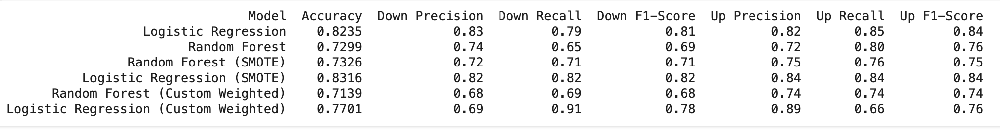 Model Accuracy Down Precision Down Recall Down F1-Score Up Precision Up Recall Up F1-Score
Logistic Regression 0.8235 0.83 0.79 0.81 0.82 0.85 0.84
Random Forest 0.7299 0.74 0.65 0.69 0.72 0.80 0.76
Random Forest (SMOTE) 0.7326 0.72 0.71 0.71 0.75 0.76 0.75
Logistic Regression (SMOTE) 0.8316 0.82 0.82 0.82 0.84 0.84 0.84
Random Forest (Custom Weighted) 0.7139 0.68 0.69 0.68 0.74 0.74 0.74
Logistic Regression (Custom Weighted) 0.7701 0.69 0.91 0.78 0.89 0.66 0.76